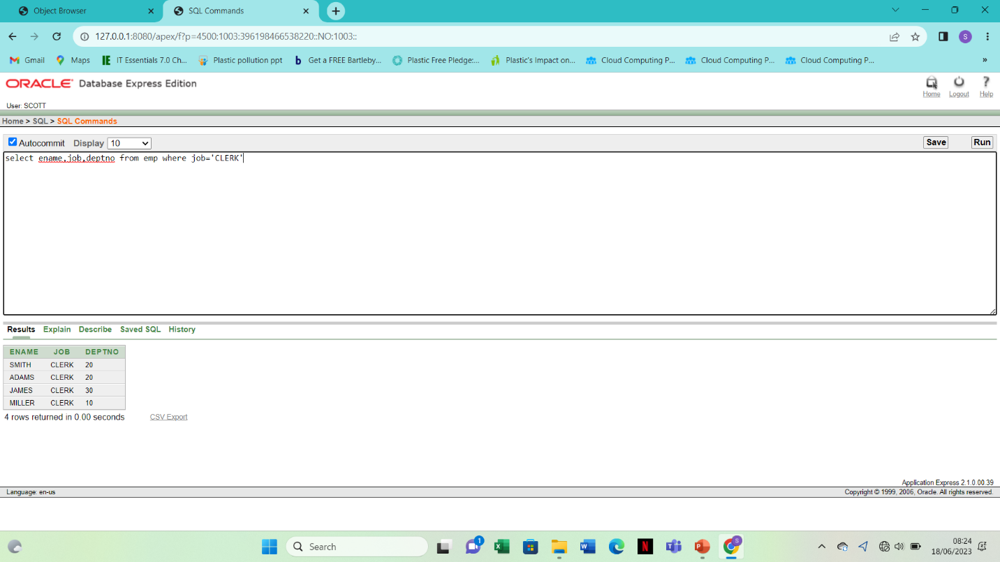 Object Browser
SQL Commands
127.0.0.1:8080/apex/f?p=4500:1003:396198466538220::NO:1003::
S
Gmail
Maps
IE
IT Essentials 7.0 Ch...
Plastic pollution ppt
b
Get a FREE Bartleby...
Plastic Free Pledge:...
Plastic's Impact on...
Cloud Computing P...
Cloud Computing P...
Cloud Computing P...
»
ORACLE Database Express Edition
Home
Logout
?
Help
User: SCOTT
Home > SQL > SQL Commands
Autocommit
Display
10
Save
Run
select ename,job,deptno from emp where job='CLERK'
Results
Explain
Describe
Saved SQL
History
ENAME JOB DEPTNO
SMITH CLERK 20
ADAMS CLERK 20
JAMES CLERK 30
MILLER CLERK 10
4 rows returned in 0.00 seconds
CSV Export
Application Express 2.1.0.00.39
Language: en-us
Copyright © 1999, 2006, Oracle. All rights reserved.
Search
1
W
N
P
S
08:24
18/06/2023